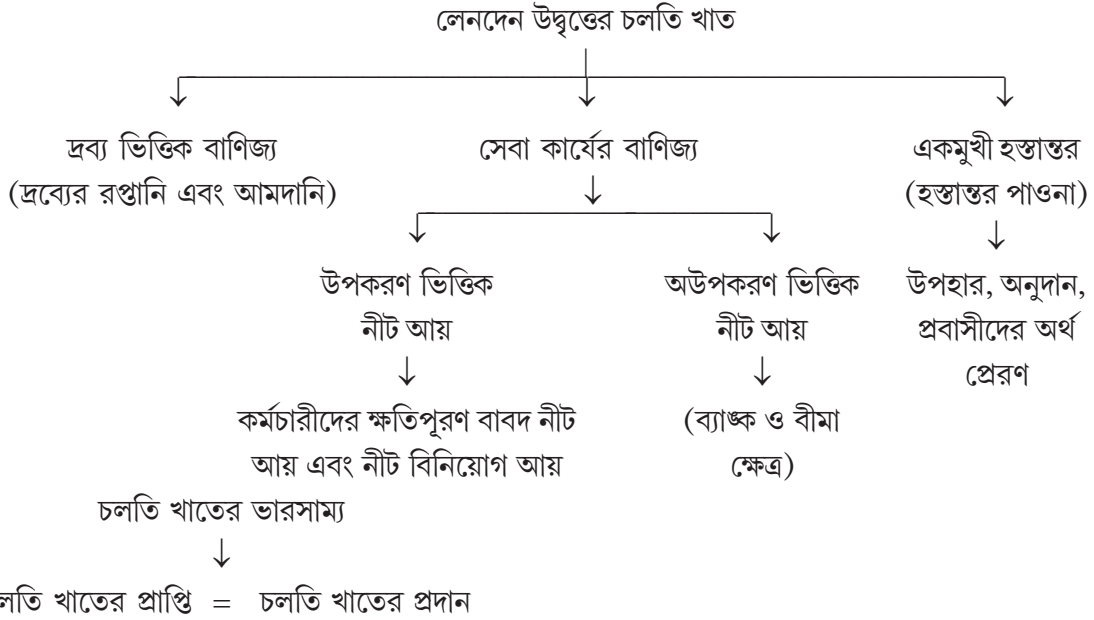 লেনদেন উদ্বৃত্তের চলতি খাত
দ্রব্য ভিত্তিক বাণিজ্য
(দ্রব্যের রপ্তানি এবং আমদানি)
সেবা কার্যের বাণিজ্য
একমুখী হস্তান্তর
(হস্তান্তর পাওনা)
উপকরণ ভিত্তিক
নীট আয়
অউপকরণ ভিত্তিক
নীট আয়
উপহার, অনুদান,
প্রবাসীদের অর্থ
প্রেরণ
কর্মচারীদের ক্ষতিপূরণ বাবদ নীট
আয় এবং নীট বিনিয়োগ আয়
(ব্যাঙ্ক ও বীমা
ক্ষেত্র)
চলতি খাতের ভারসাম্য
লতি খাতের প্রাপ্তি = চলতি খাতের প্রদান